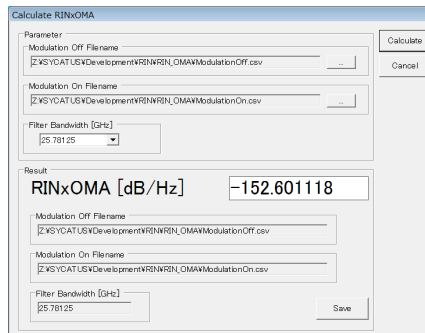 Calculate RINxOMA
Parameter
Modulation Off Filename
Z:¥SYCATUS¥Development¥RIN¥RIN_OMA¥ModulationOff.csv
...
Modulation On Filename
Z:¥SYCATUS¥Development¥RIN¥RIN_OMA¥ModulationOn.csv
...
Filter Bandwidth [GHz]
25.78125
Calculate
Cancel
Result
RINxOMA [dB/Hz]
-152.601118
Modulation Off Filename
Z:¥SYCATUS¥Development¥RIN¥RIN_OMA¥ModulationOff.csv
Modulation On Filename
Z:¥SYCATUS¥Development¥RIN¥RIN_OMA¥ModulationOn.csv
Filter Bandwidth [GHz]
25.78125
Save